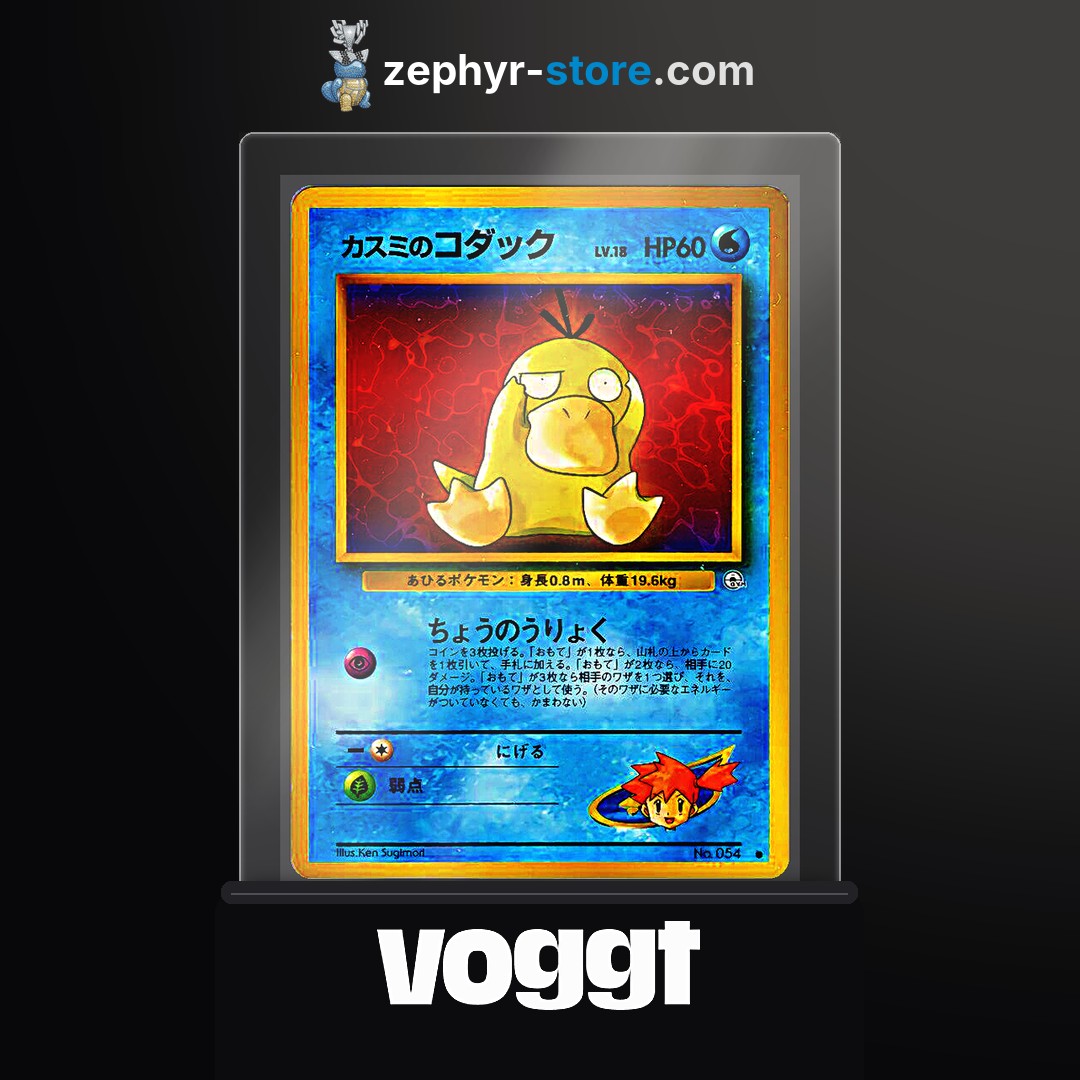 zephyr-store.com
カスミのコダック LV.18 HP60
あひるポケモン：身長0.8m、体重19.6kg
ちょうのうりょく
コインを3枚投げる。「おもて」が1枚なら、山札の上からカード
を1枚引いて、手札に加える。「おもて」が2枚なら、相手に20
ダメージ。「おもて」が3枚なら相手のワザを1つ選び、それを、
自分が持っているワザとして使う。（そのワザに必要なエネルギー
がついていなくても、かまわない）
にげる
弱点
Illus.Ken Sugimori No.054
voggt